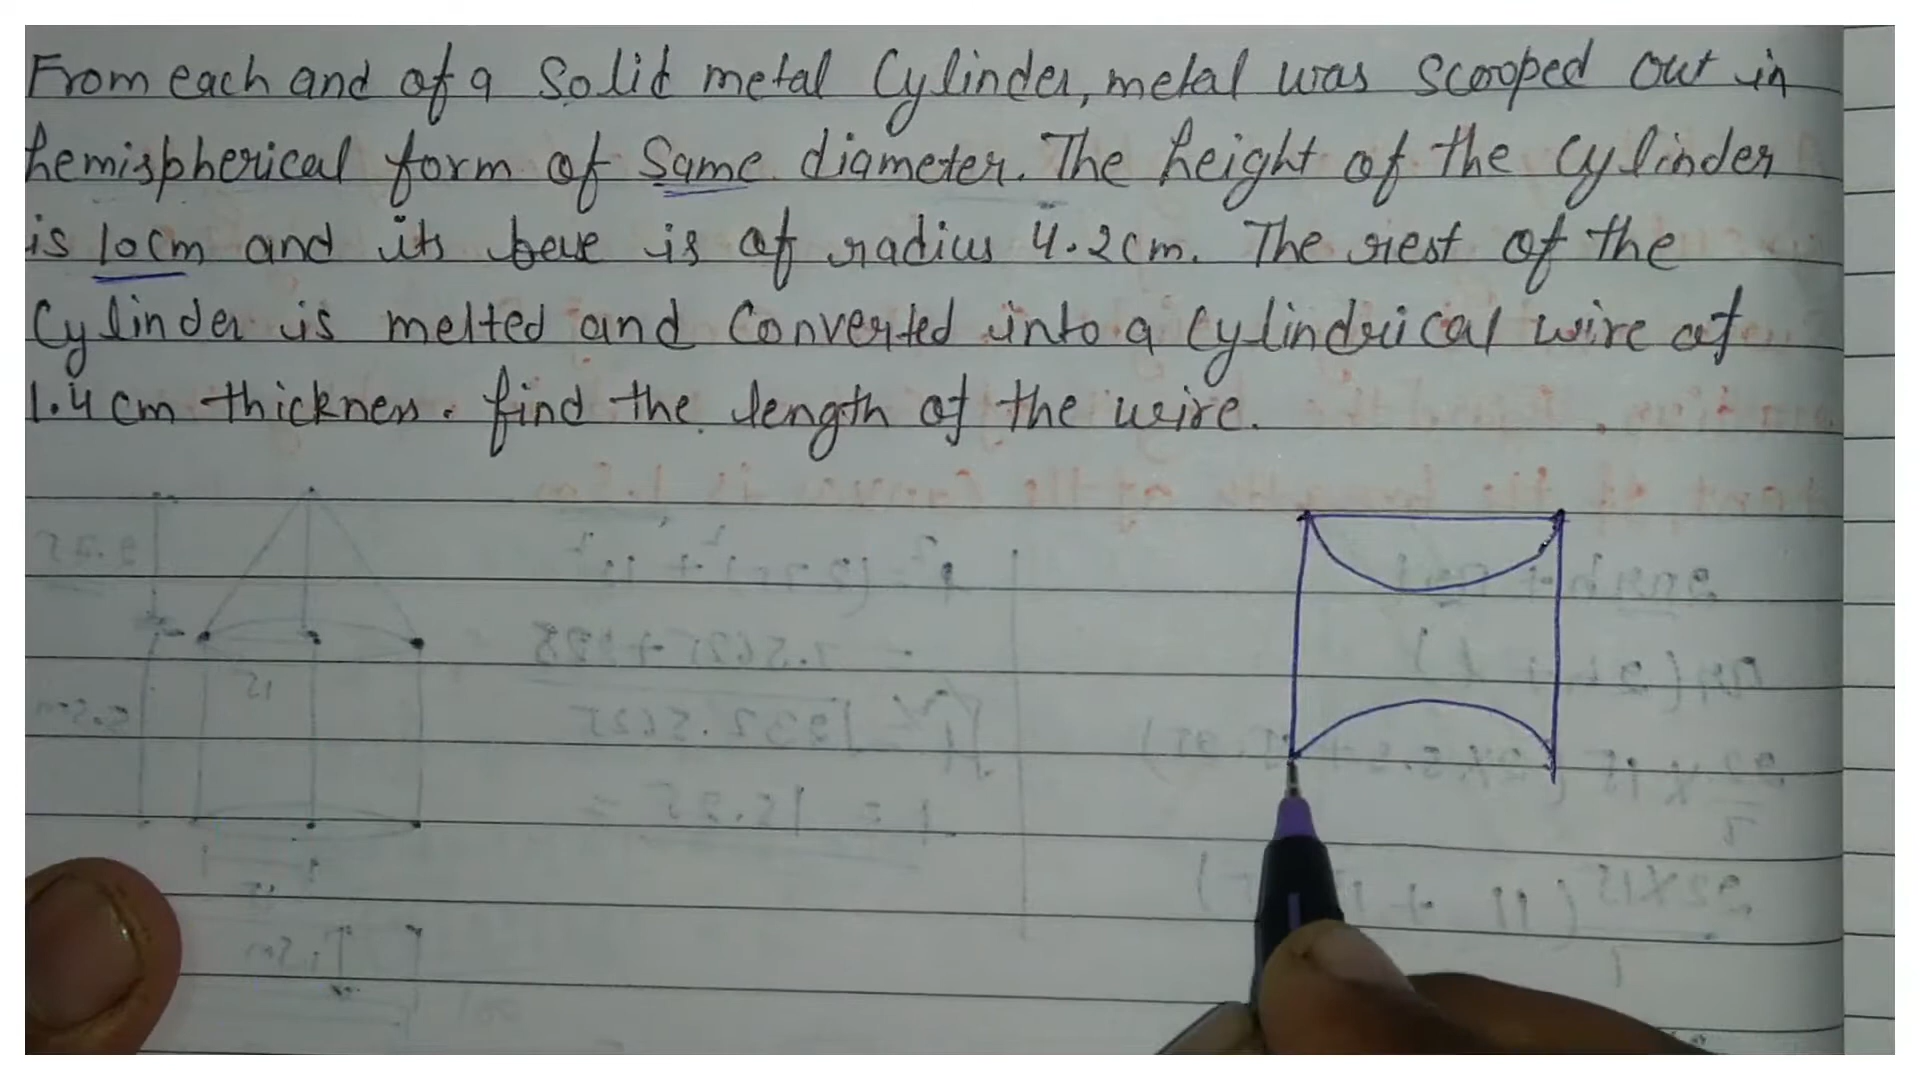 From each and of a Solid metal Cylinder, metal was scooped out in
hemispherical form of Same diameter. The height of the cylinder
is 10cm and its base is of radius 4.2cm. The rest of the
Cylinder is melted and Converted into a Cylindrical wire of
1.4cm thickness. find the length of the wire.